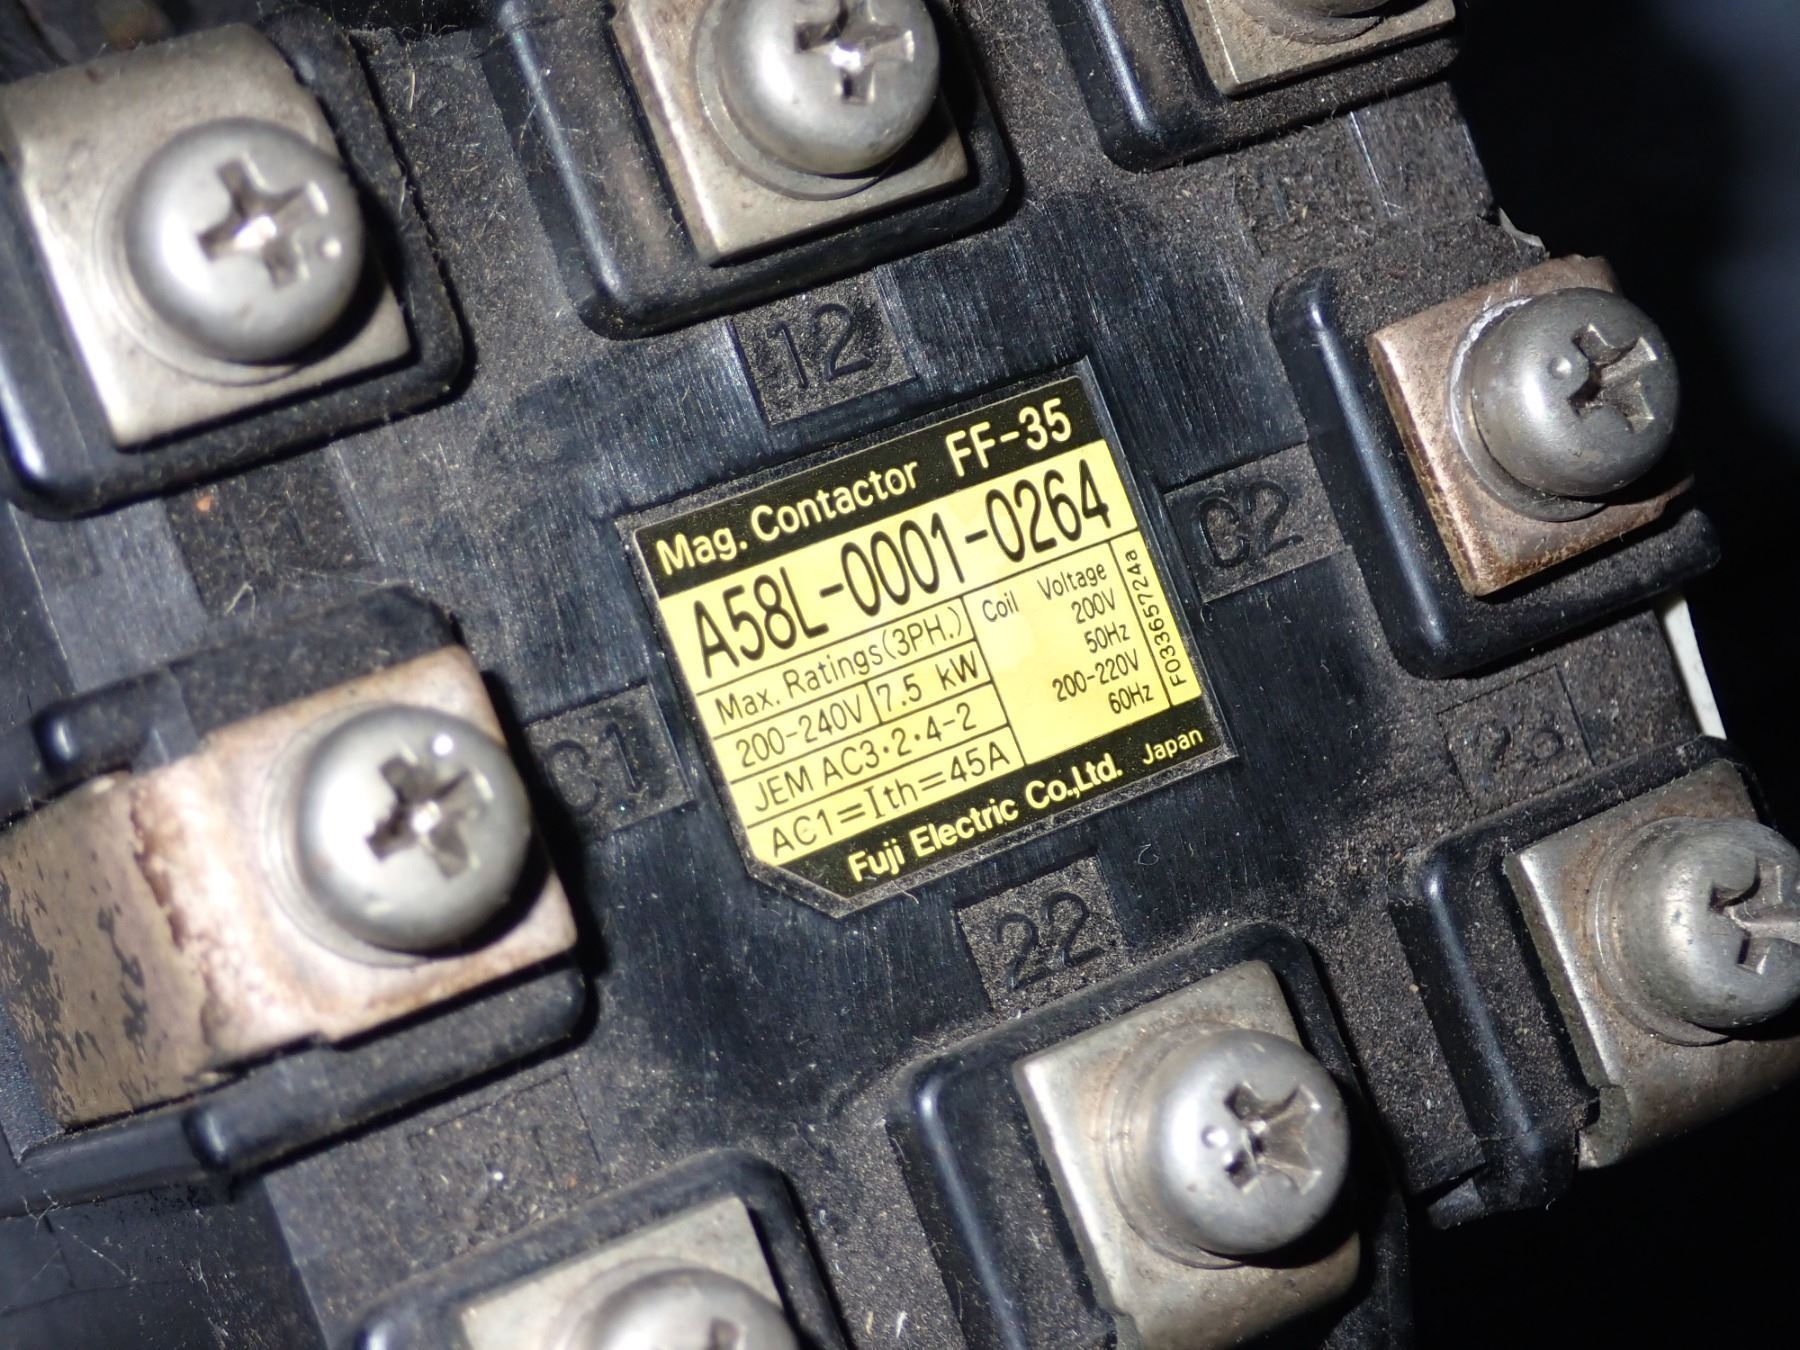 12
Mag. Contactor FF-35
A58L-0001-0264
Max. Ratings(3PH.)
200-240V 7.5 kW
JEM AC3·2·4-2
AC1=Ith=45A
Coil Voltage
200V
50Hz
200-220V
60Hz
F0336S724a
Fuji Electric Co.,Ltd. Japan
C1
C2
22
23